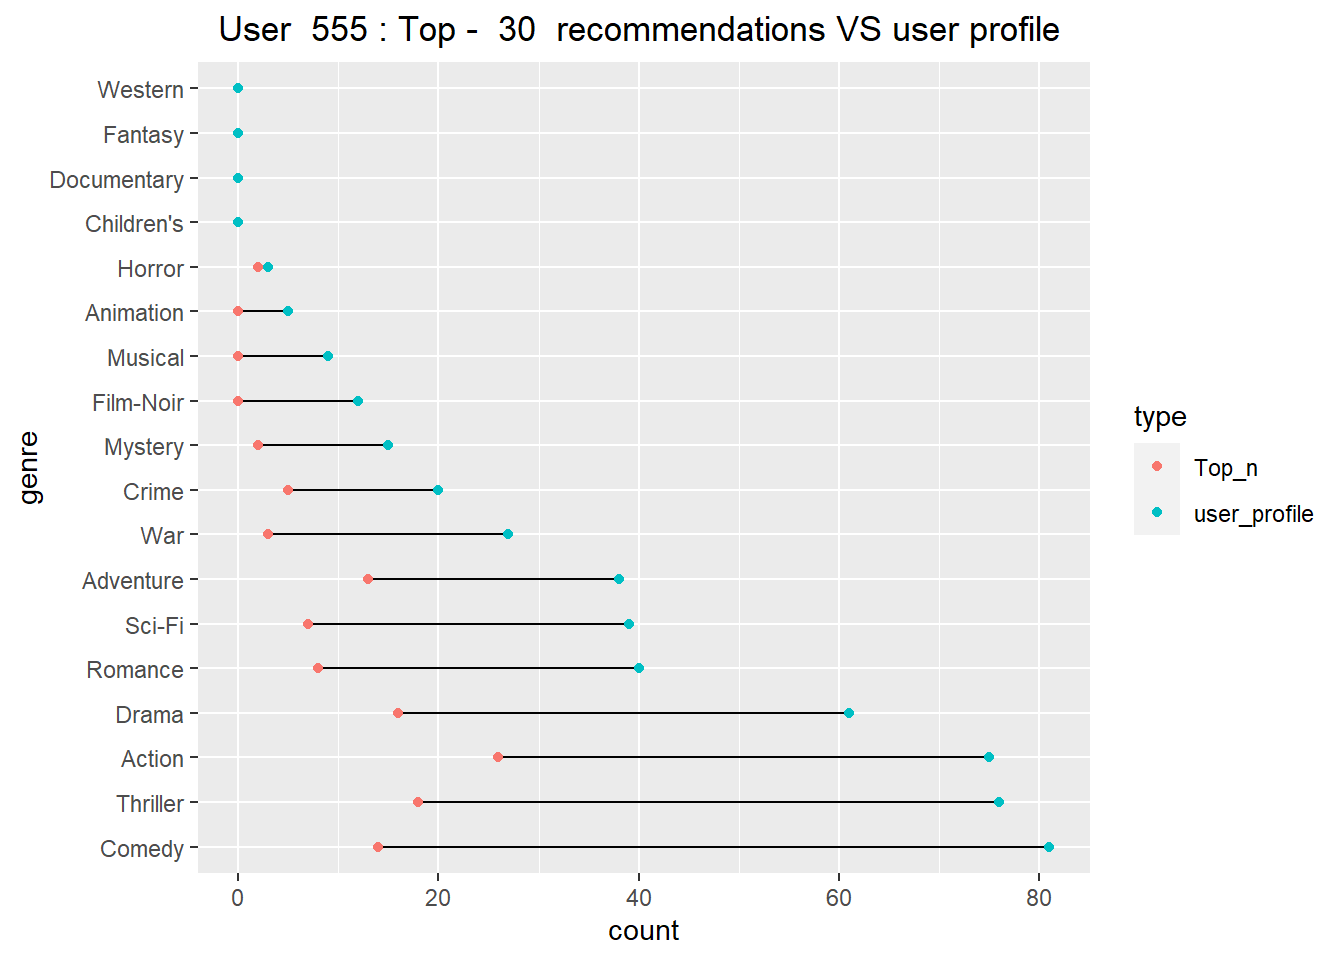 User  555 : Top -  30  recommendations VS user profile
Western
Fantasy
Documentary
Children's
Horror
Animation
Musical
Film-Noir
Mystery
Crime
War
Adventure
Sci-Fi
Romance
Drama
Action
Thriller
Comedy
genre
0 20 40 60 80
count
type
Top_n
user_profile